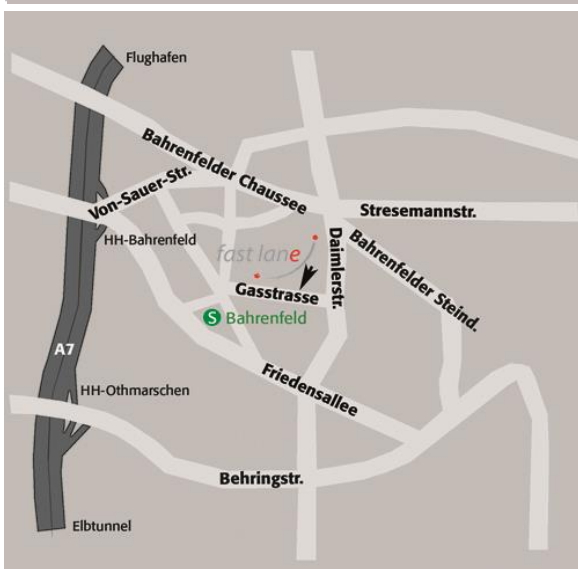 Flughafen
Bahrenfelder Chaussee
Von-Sauer-Str.
Stresemannstr.
HH-Bahrenfeld
fast lane
Daimlerstr.
Bahrenfelder Steind.
Gasstrasse
S Bahrenfeld
A7
HH-Othmarschen
Friedensallee
Behringstr.
Elbtunnel